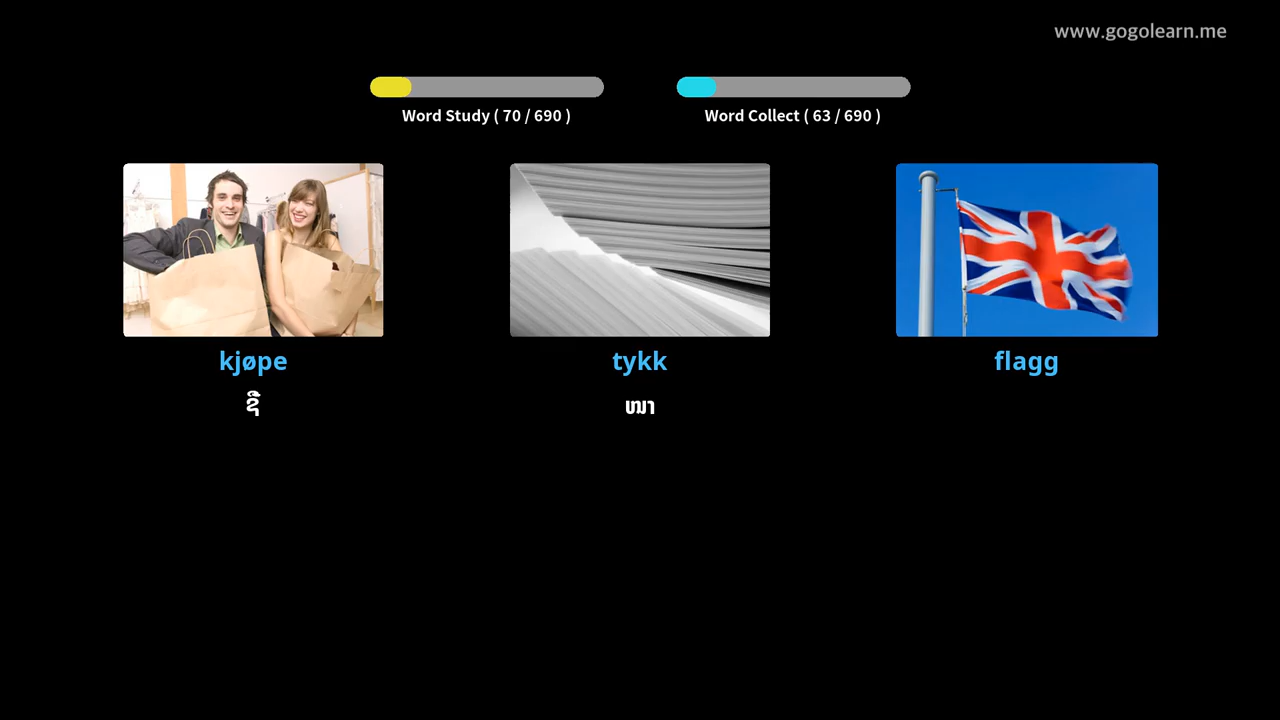 www.gogolearn.me
Word Study ( 70 / 690 )
Word Collect ( 63 / 690 )
kjøpe
tykk
flagg
ຊື້
ໜາ